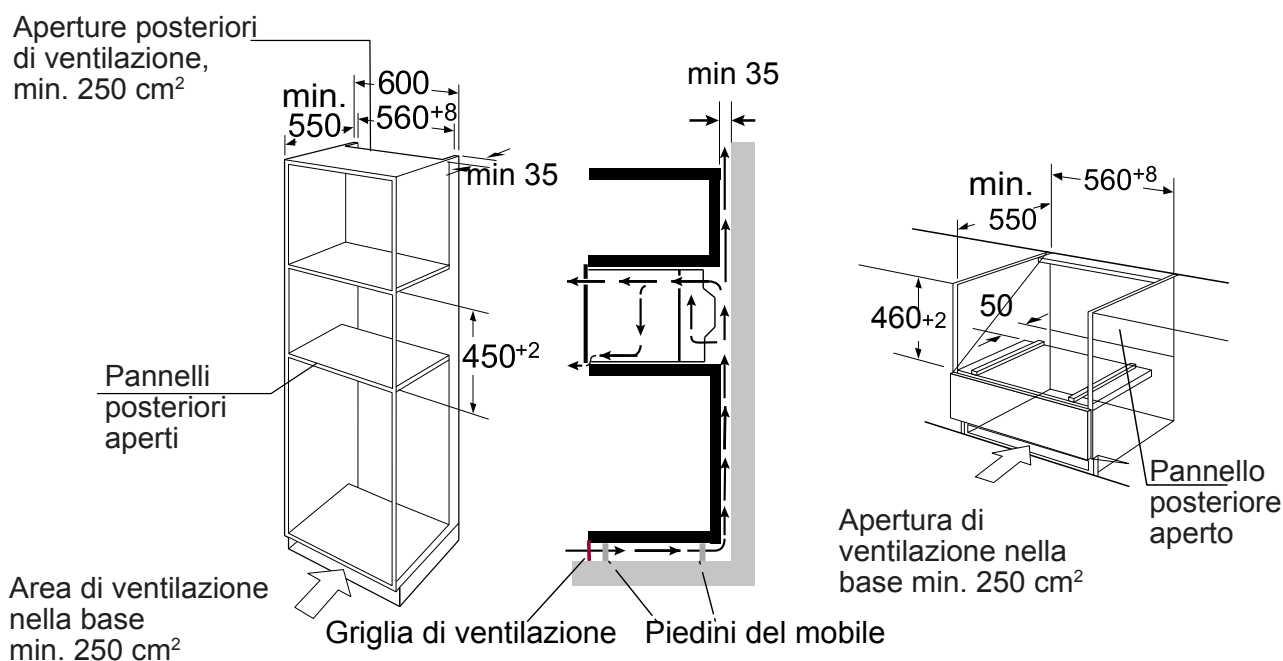 Aperture posteriori
di ventilazione,
min. 250 cm²
600
min.
550
560+8
min 35
450+2
Pannelli
posteriori
aperti
Area di ventilazione
nella base
min. 250 cm²
min 35
Griglia di ventilazione
Piedini del mobile
min.
550
560+8
460+2
50
Pannello
posteriore
aperto
Apertura di
ventilazione nella
base min. 250 cm²